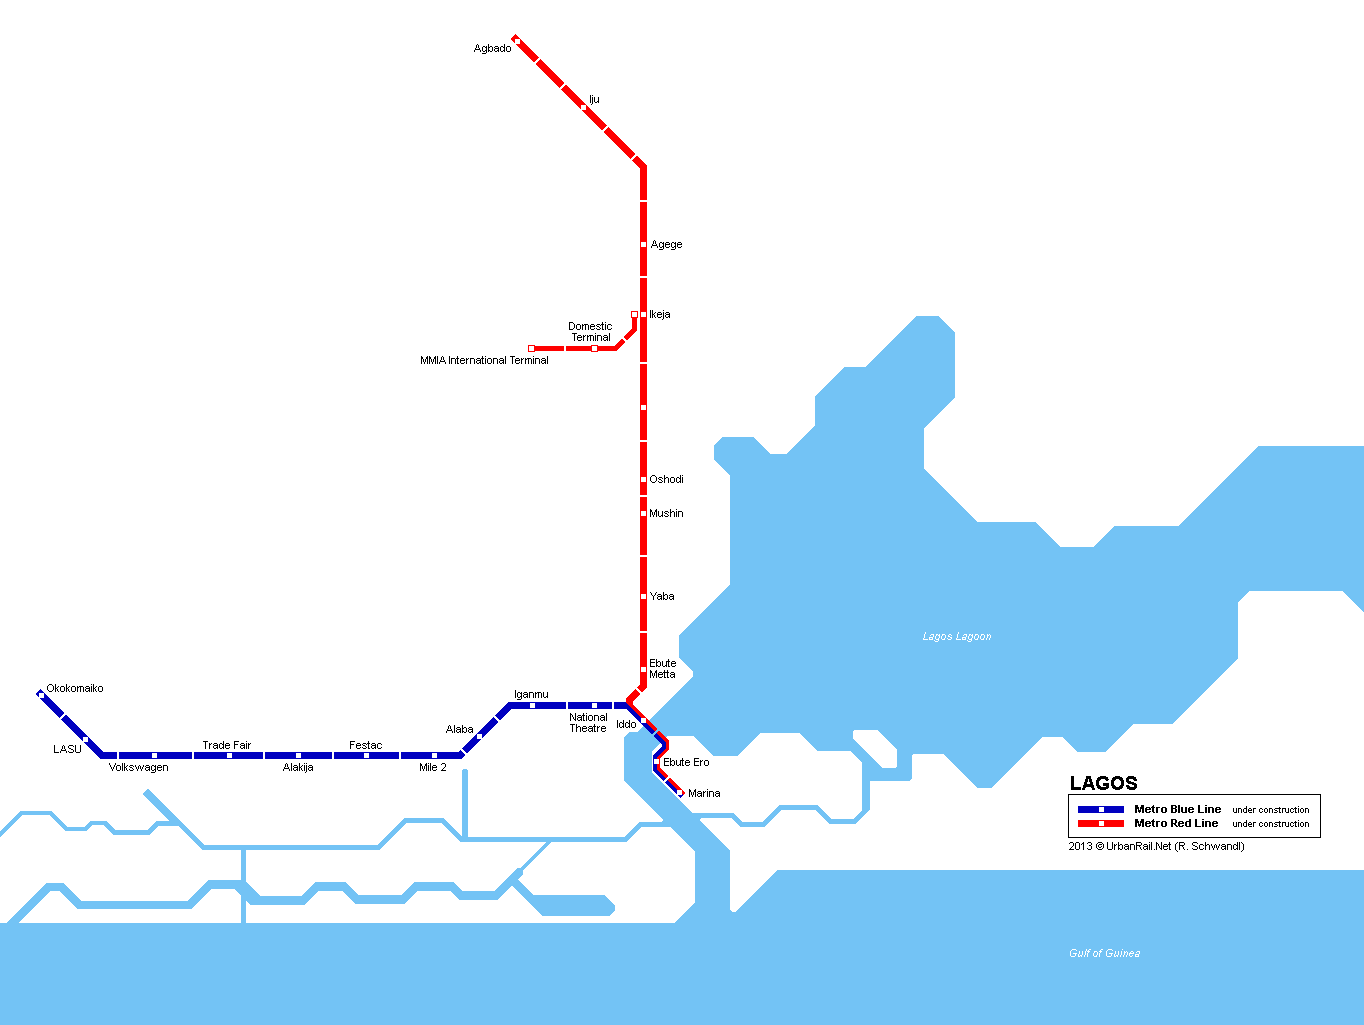 Agbado
Iju
Agege
Ikeja
Domestic
Terminal
MMIA International Terminal
Oshodi
Mushin
Yaba
Lagos Lagoon
Ebute
Metta
Okokomaiko
Iganmu
National
Theatre
Iddo
Alaba
LASU
Trade Fair
Festac
Volkswagen
Alakija
Mile 2
Ebute Ero
Marina
LAGOS
Metro Blue Line under construction
Metro Red Line under construction
2013 © UrbanRail.Net (R. Schwandl)
Gulf of Guinea